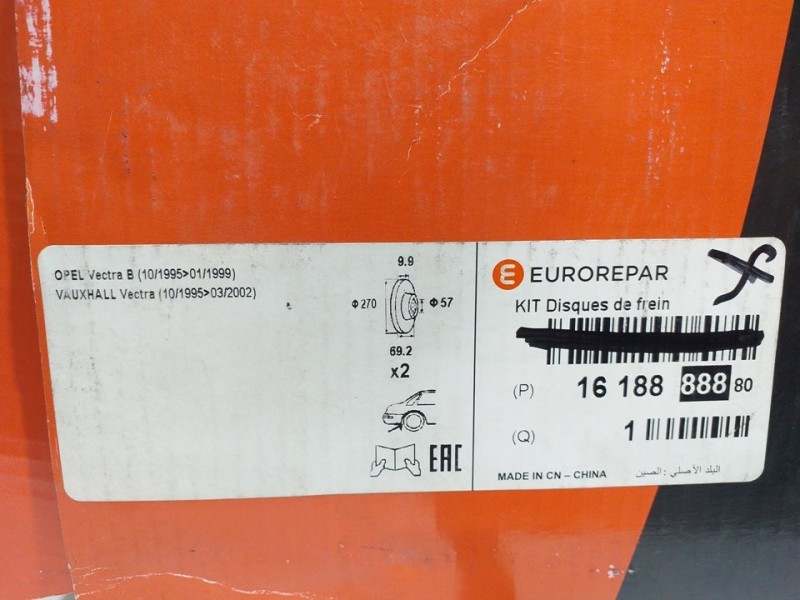 OPEL Vectra B (10/1995>01/1999)
VAUXHALL Vectra (10/1995>03/2002)
9.9
Φ 270
Φ 57
69.2
x2
EAC
EUROREPAR
KIT Disques de frein
(P) 16 188 888 80
(Q) 1
MADE IN CN – CHINA
البلد الأصلي : الصين